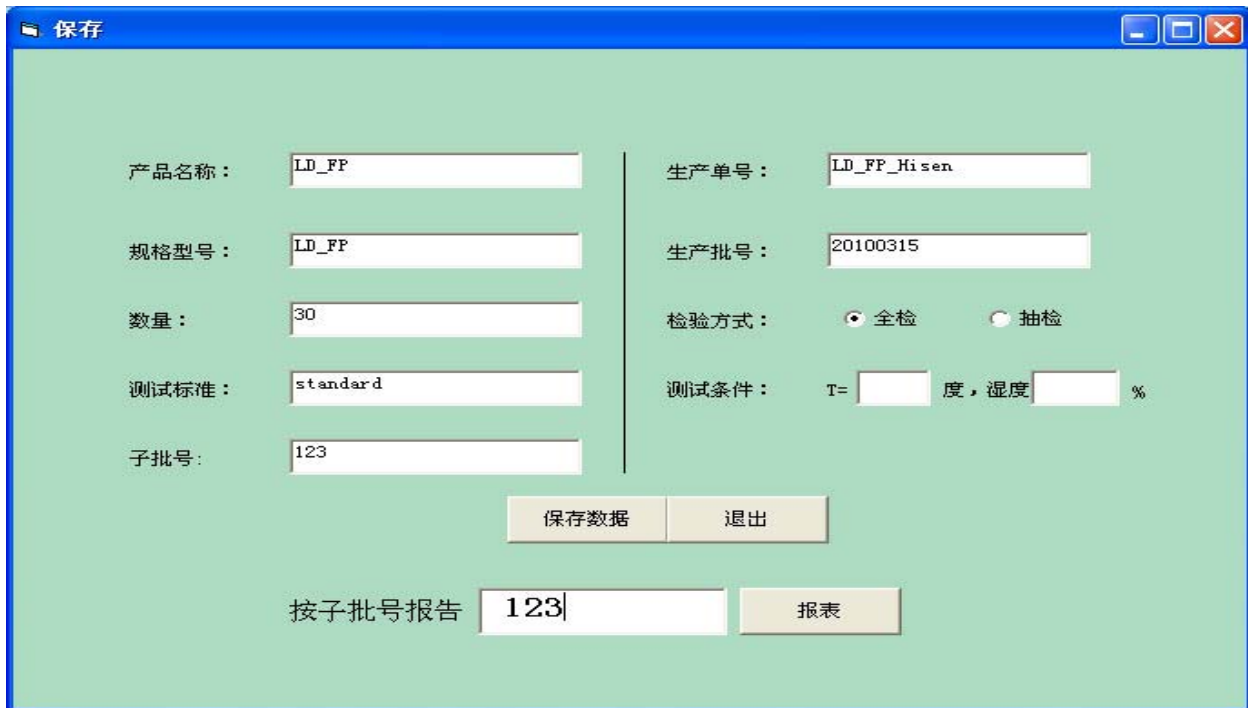 保存
产品名称： LD_FP 生产单号： LD_FP_Hisen
规格型号： LD_FP 生产批号： 20100315
数量： 30 检验方式： 全检 抽检
测试标准： standard 测试条件： T= 度，湿度 %
子批号: 123
保存数据 退出
按子批号报告 123 报表